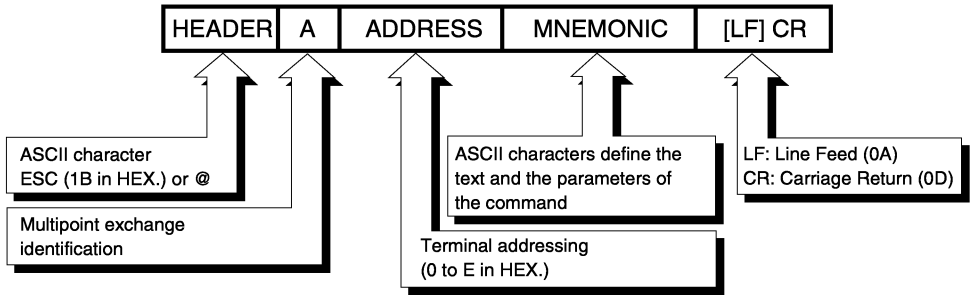 HEADER A ADDRESS MNEMONIC [LF] CR
ASCII character
ESC (1B in HEX.) or @
Multipoint exchange
identification
Terminal addressing
(0 to E in HEX.)
ASCII characters define the
text and the parameters of
the command
LF: Line Feed (0A)
CR: Carriage Return (0D)